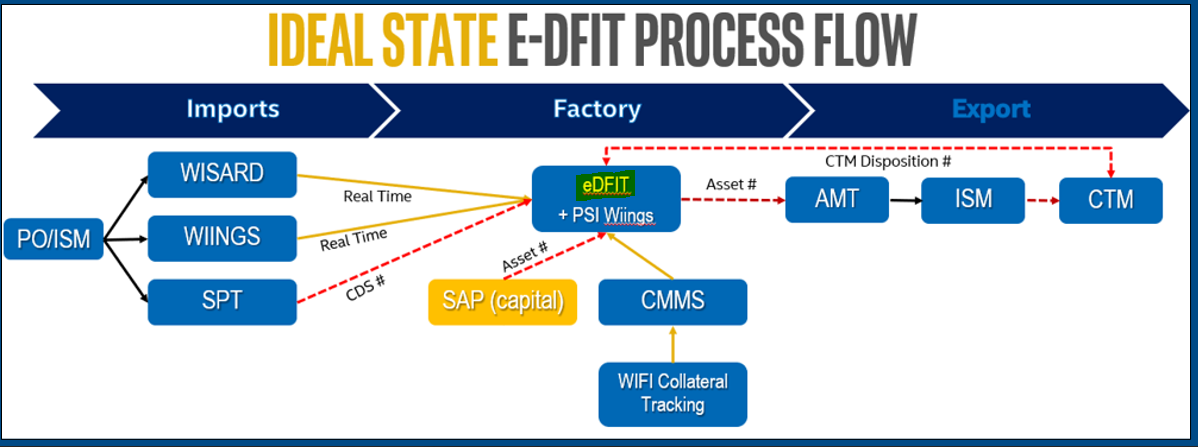 IDEAL STATE E-DFIT PROCESS FLOW
Imports
Factory
Export
WISARD
WIINGS
SPT
PO/ISM
Real Time
Real Time
CDS #
eDFIT
+ PSI Wiings
Asset #
SAP (capital)
CMMS
WIFI Collateral
Tracking
CTM Disposition #
Asset #
AMT
ISM
CTM